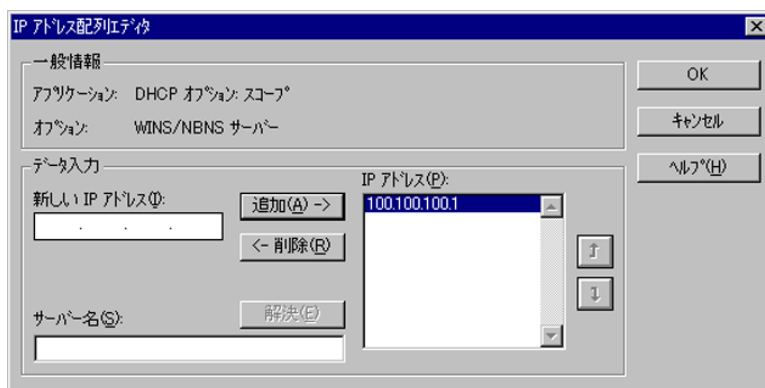 IP ｱﾄﾞﾚｽ配列ｴﾃﾞｨﾀ
一般情報
ｱﾌﾟﾘｹｰｼｮﾝ: DHCP ｵﾌﾟｼｮﾝ: ｽｺｰﾌﾟ
ｵﾌﾟｼｮﾝ: WINS/NBNS ｻｰﾊﾞｰ
OK
ｷｬﾝｾﾙ
ﾍﾙﾌﾟ(H)
ﾃﾞｰﾀ入力
新しい IP ｱﾄﾞﾚｽ(I):
. . .
追加(A) ->
<- 削除(R)
IP ｱﾄﾞﾚｽ(P):
100.100.100.1
ｻｰﾊﾞｰ名(S):
解決(E)